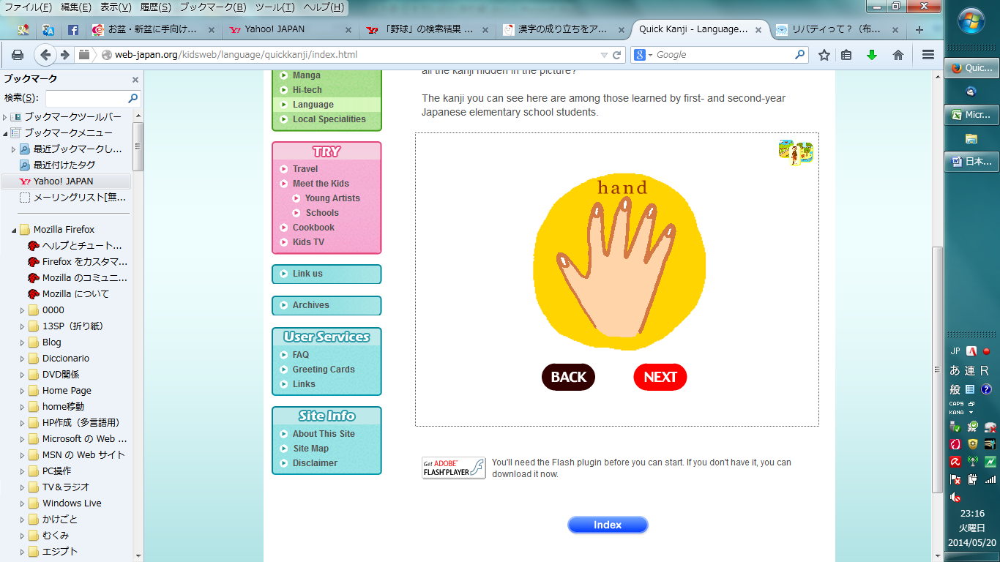 ファイル(F) 編集(E) 表示(V) 履歴(S) ブックマーク(B) ツール(T) ヘルプ(H)
お盆・新盆に手向け... Yahoo! JAPAN 「野球」の検索結果 ... 漢字の成り立ちをア... Quick Kanji - Language... リバティって？（布...
web-japan.org/kidsweb/language/quickkanji/index.html Google
ブックマーク
検索(S):
ブックマークツールバー
ブックマークメニュー
最近ブックマークし...
最近付けたタグ
Yahoo! JAPAN
メーリングリスト[無...
Mozilla Firefox
ヘルプとチュート...
Firefox をカスタマ...
Mozilla のコミュニ...
Mozilla について
0000
13SP（折り紙）
Blog
Diccionario
DVD関係
Home Page
home移動
HP作成（多言語用）
Microsoft の Web ...
MSN の Web サイト
PC操作
TV＆ラジオ
Windows Live
かけごと
むくみ
エジプト
Manga
Hi-tech
Language
Local Specialities
TRY
Travel
Meet the Kids
Young Artists
Schools
Cookbook
Kids TV
Link us
Archives
User Services
FAQ
Greeting Cards
Links
Site Info
About This Site
Site Map
Disclaimer
all the kanji hidden in the picture?
The kanji you can see here are among those learned by first- and second-year
Japanese elementary school students.
hand
BACK NEXT
Get ADOBE FLASH PLAYER
You'll need the Flash plugin before you can start. If you don't have it, you can
download it now.
Index
Quic...
Micr...
日本...
JP
あ 連 R
般
CAPS
KANA
23:16
火曜日
2014/05/20